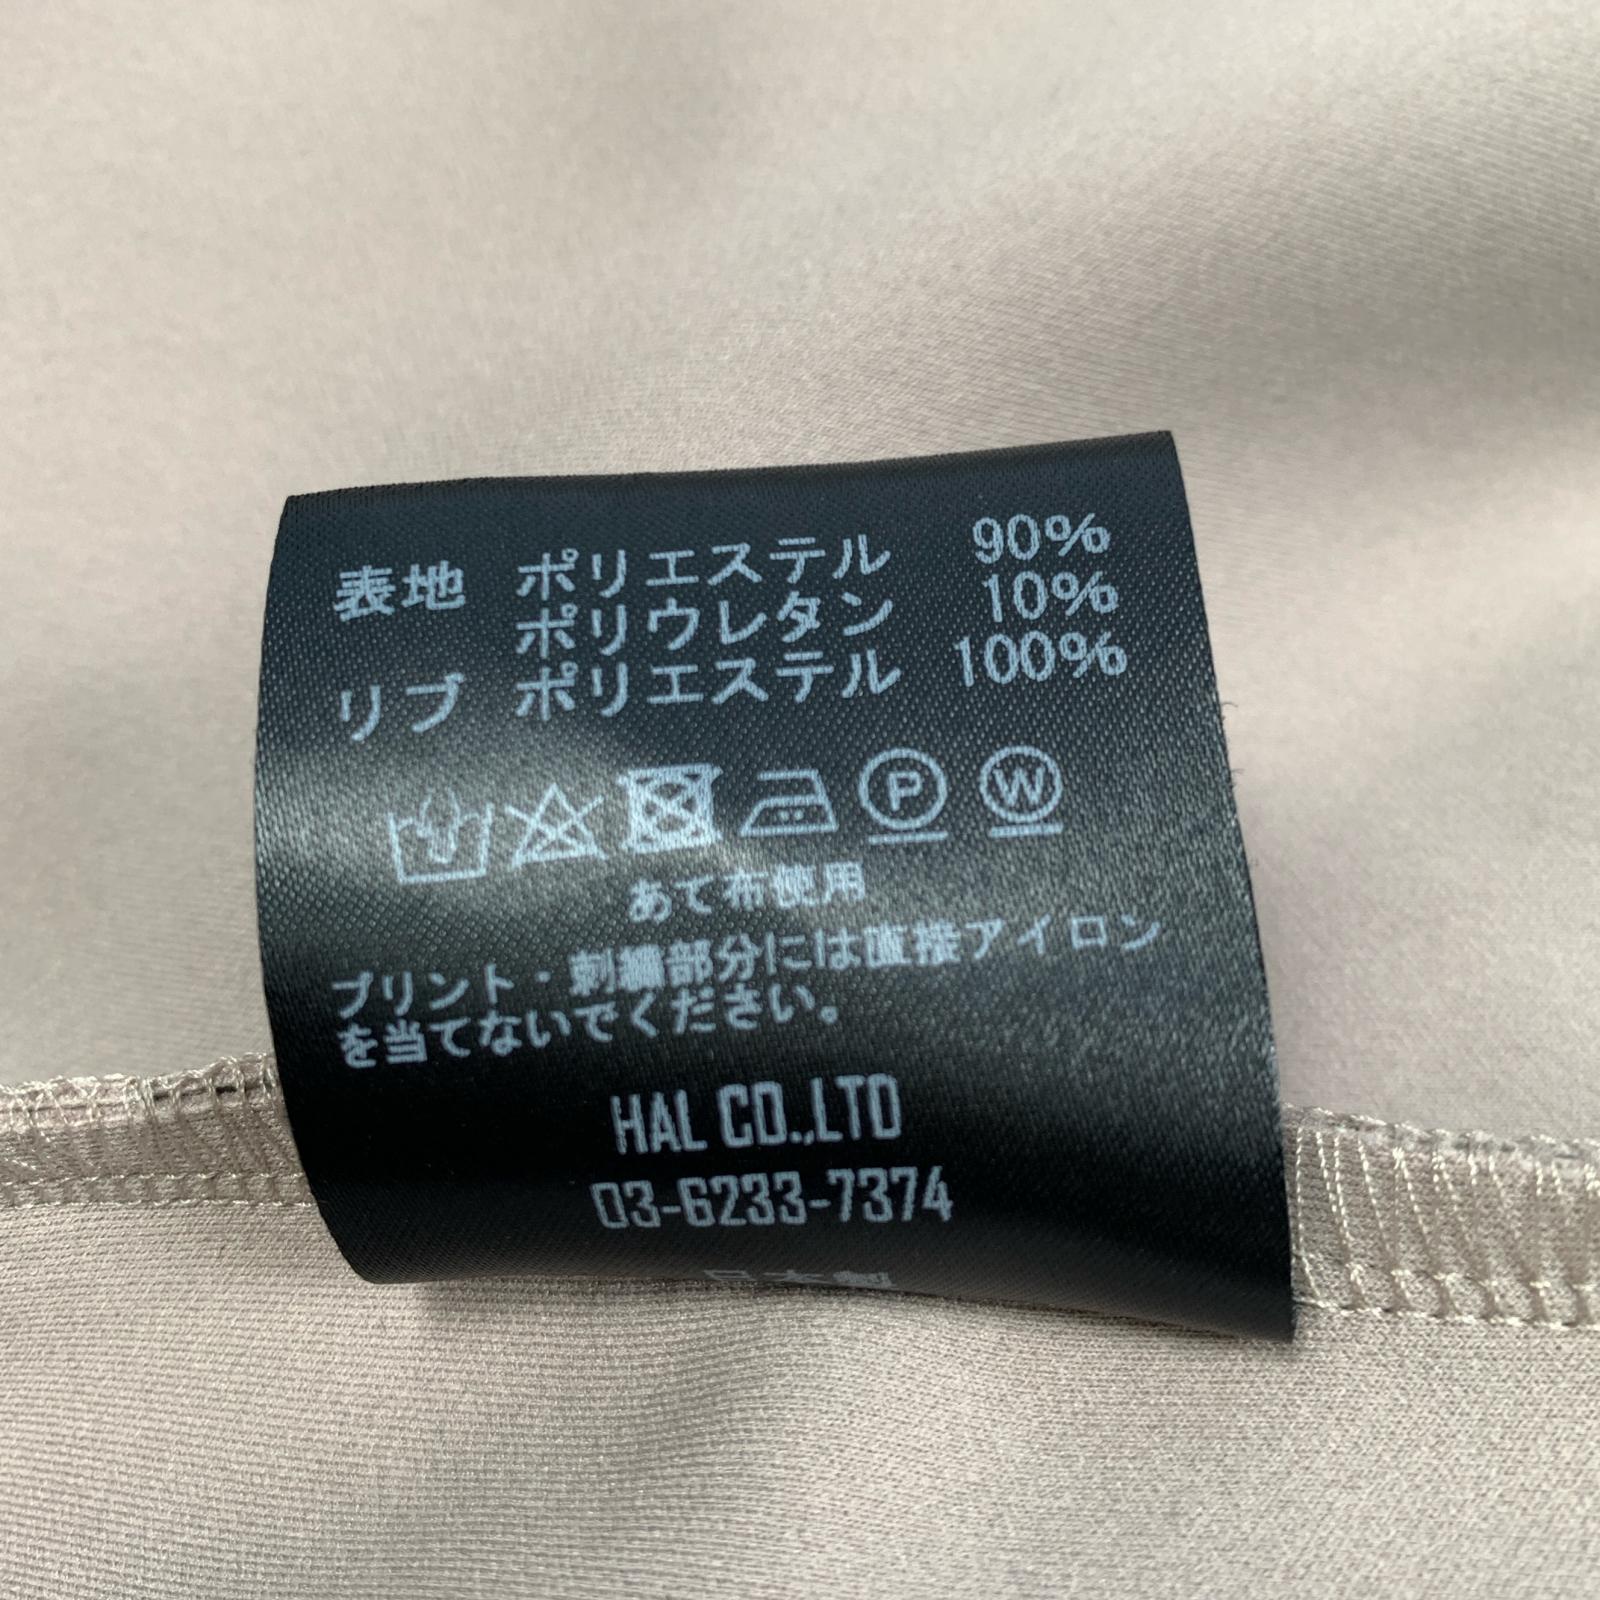 表地 ポリエステル 90%
ポリウレタン 10%
リブ ポリエステル 100%
P W
あて布使用
プリント・刺繍部分には直接アイロン
を当てないでください。
HAL CO.,LTD
03-6233-7374
日本製